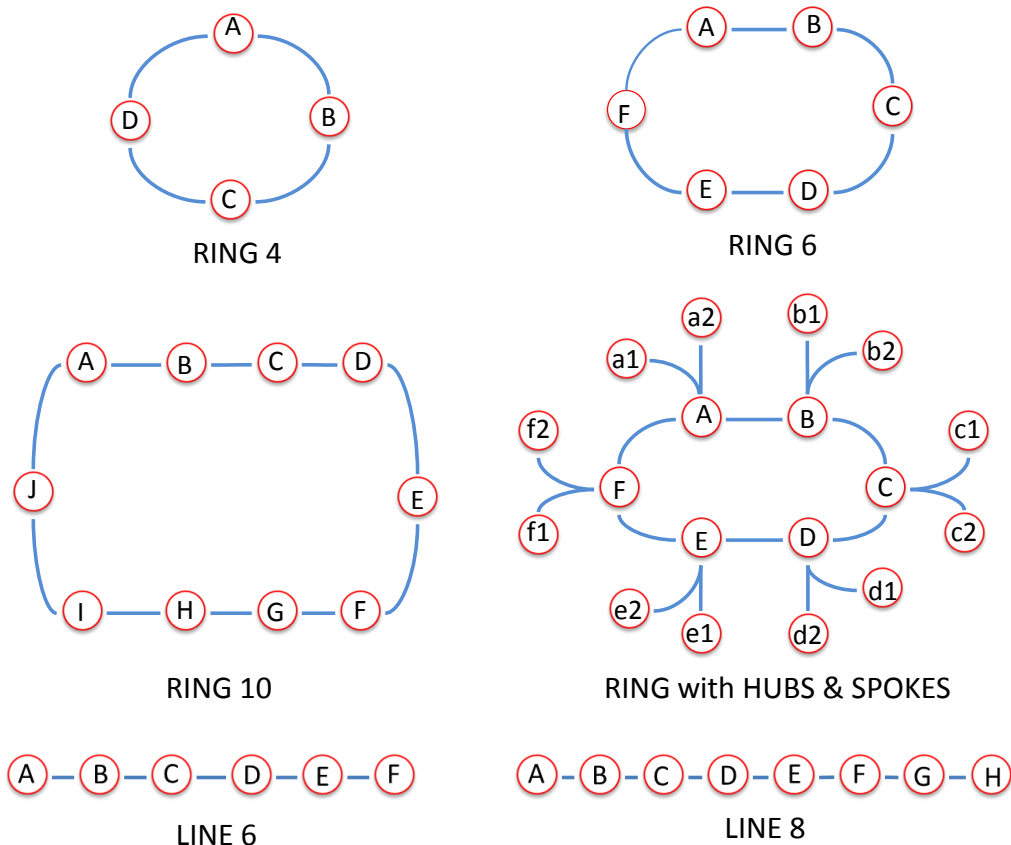 A
D
B
C
RING 4
A
B
F
C
E
D
RING 6
A
B
C
D
J
E
I
H
G
F
RING 10
a2
b1
a1
b2
A
B
f2
c1
F
C
f1
c2
E
D
e2
d1
e1
d2
RING with HUBS & SPOKES
A B C D E F
LINE 6
A B C D E F G H
LINE 8